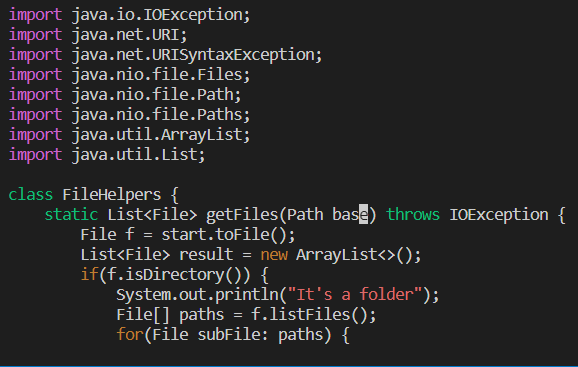 import java.io.IOException;
import java.net.URI;
import java.net.URISyntaxException;
import java.nio.file.Files;
import java.nio.file.Path;
import java.nio.file.Paths;
import java.util.ArrayList;
import java.util.List;

class FileHelpers {
    static List<File> getFiles(Path base) throws IOException {
        File f = start.toFile();
        List<File> result = new ArrayList<>();
        if(f.isDirectory()) {
            System.out.println("It's a folder");
            File[] paths = f.listFiles();
            for(File subFile: paths) {